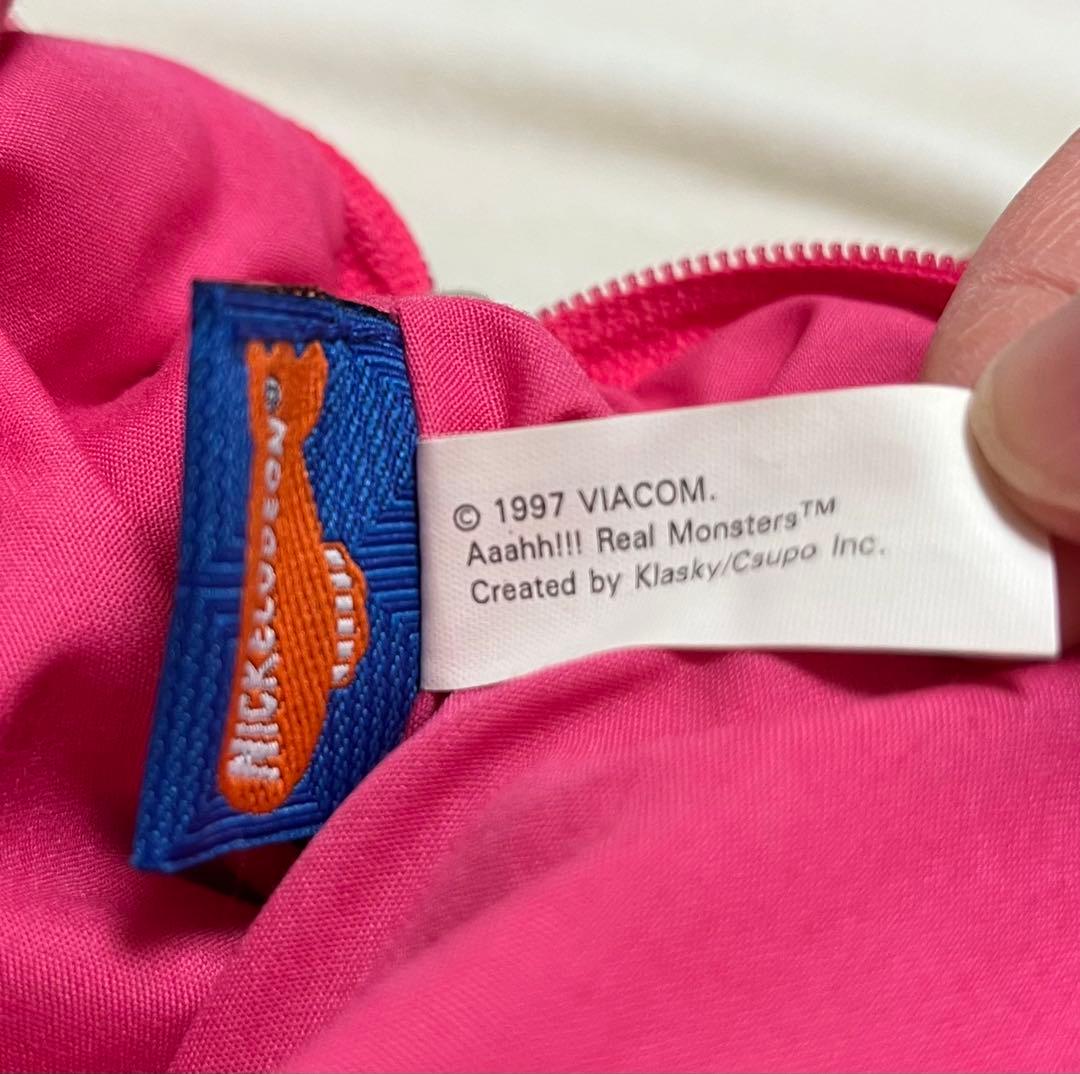 NICKELODEON®
© 1997 VIACOM.
Aaahh!!! Real Monsters™
Created by Klasky/Csupo Inc.